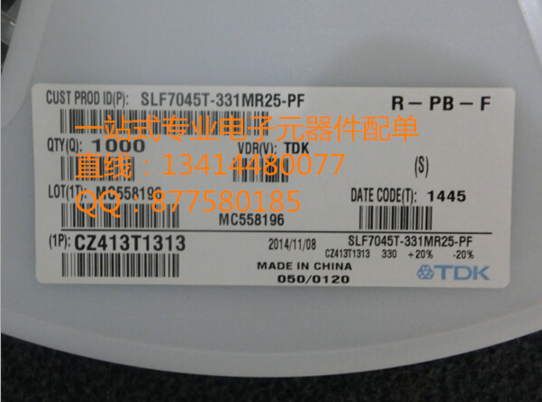 CUST PROD ID(P): SLF7045T-331MR25-PF
R-PB-F
一站式专业电子元器件配单
QTY(Q): 1000 VDR(V): TDK
直线：13414480077
(S)
LOT(1T): MC558196
DATE CODE(T): 1445
QQ：877580185
MC558196
(1P): CZ413T1313
2014/11/08 SLF7045T-331MR25-PF
CZ413T1313 330 +20% -20%
MADE IN CHINA
050/0120
TDK